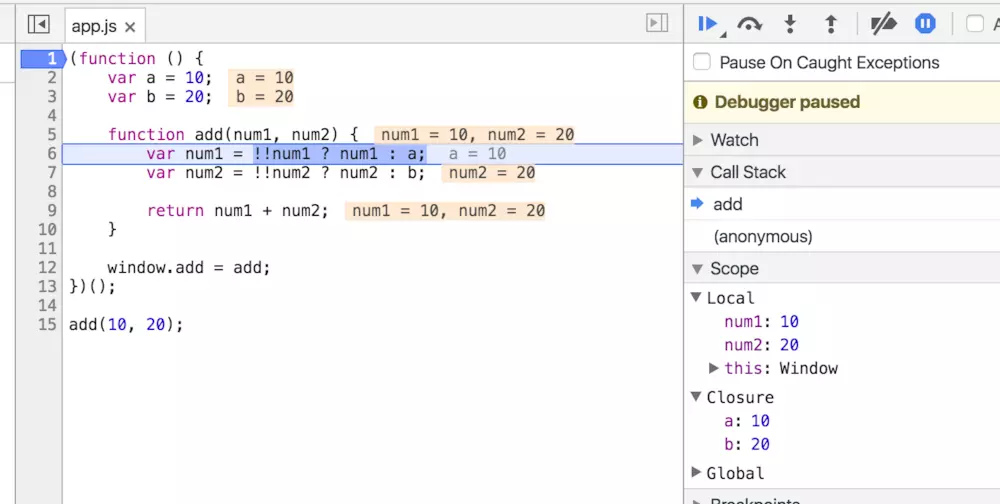 app.js ×
1 (function () {
2 var a = 10; a = 10
3 var b = 20; b = 20
4
5 function add(num1, num2) { num1 = 10, num2 = 20
6 var num1 = !!num1 ? num1 : a; a = 10
7 var num2 = !!num2 ? num2 : b; num2 = 20
8
9 return num1 + num2; num1 = 10, num2 = 20
10 }
11
12 window.add = add;
13 })();
14
15 add(10, 20);
A
Pause On Caught Exceptions
Debugger paused
Watch
Call Stack
add
(anonymous)
Scope
Local
num1: 10
num2: 20
this: Window
Closure
a: 10
b: 20
Global
Breakpoints